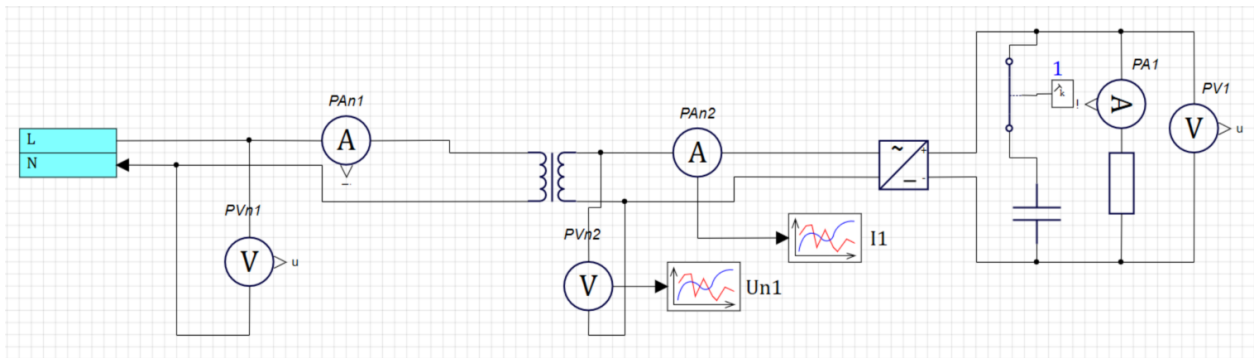 L
N
PAn1
A
I
PVn1
V
u
PAn2
A
PVn2
V
Un1
I1
~
+
-
1
k
PA1
I
A
PV1
V
u